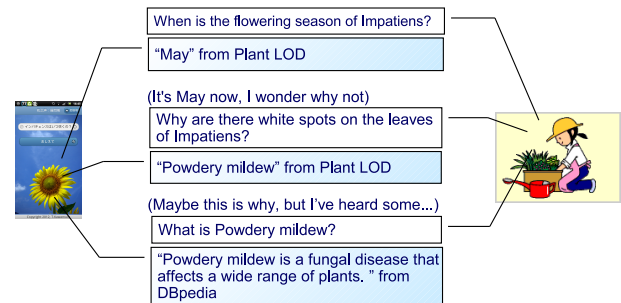 When is the flowering season of Impatiens?
“May” from Plant LOD
(It's May now, I wonder why not)
Why are there white spots on the leaves
of Impatiens?
“Powdery mildew” from Plant LOD
(Maybe this is why, but I've heard some...)
What is Powdery mildew?
“Powdery mildew is a fungal disease that
affects a wide range of plants. ” from
DBpedia